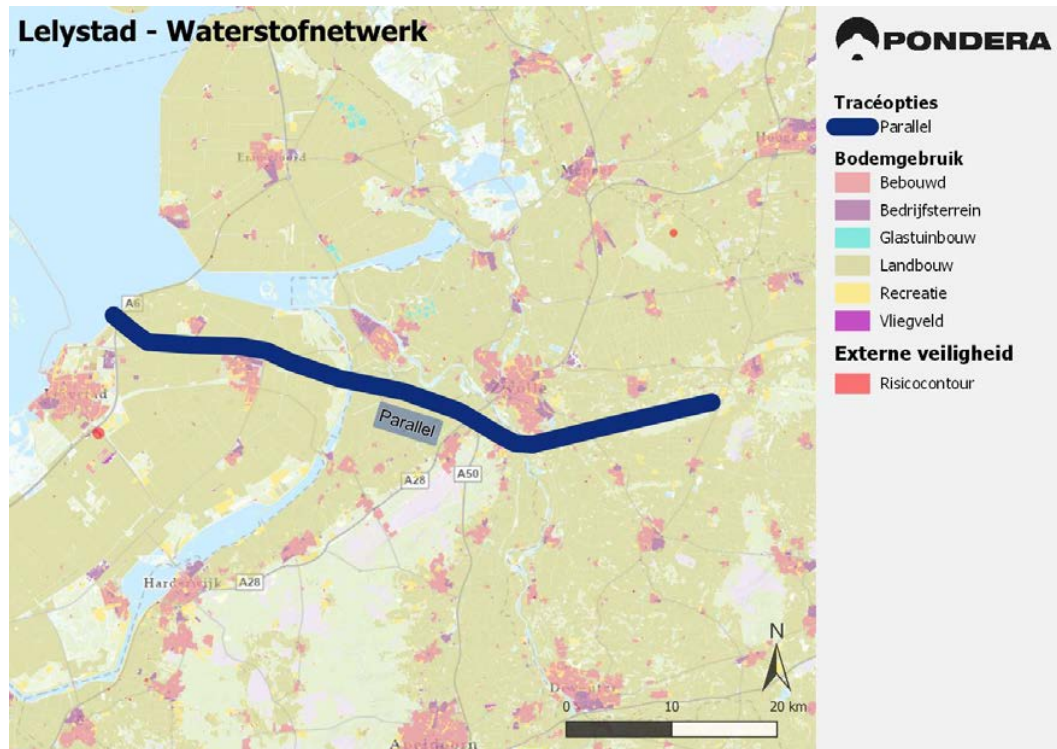 Lelystad - Waterstofnetwerk
PONDERA
Tracéopties
Parallel
Bodemgebruik
Bebouwd
Bedrijfsterrein
Glastuinbouw
Landbouw
Recreatie
Vliegveld
Externe veiligheid
Risicocontour
A6
Parallel
A28
A50
Harderwijk
A28
N
0 10 20 km